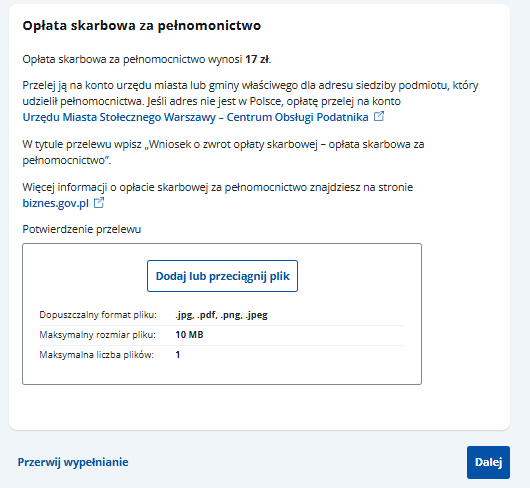 Opłata skarbowa za pełnomonictwo
Opłata skarbowa za pełnomocnictwo wynosi 17 zł.
Przelej ją na konto urzędu miasta lub gminy właściwego dla adresu siedziby podmiotu, który
udzielił pełnomocnictwa. Jeśli adres nie jest w Polsce, opłatę przelej na konto
Urzędu Miasta Stołecznego Warszawy – Centrum Obsługi Podatnika
W tytule przelewu wpisz „Wniosek o zwrot opłaty skarbowej – opłata skarbowa za
pełnomocnictwo”.
Więcej informacji o opłacie skarbowej za pełnomocnictwo znajdziesz na stronie
biznes.gov.pl
Potwierdzenie przelewu
Dodaj lub przeciągnij plik
Dopuszczalny format pliku: .jpg, .pdf, .png, .jpeg
Maksymalny rozmiar pliku: 10 MB
Maksymalna liczba plików: 1
Przerwij wypełnianie Dalej